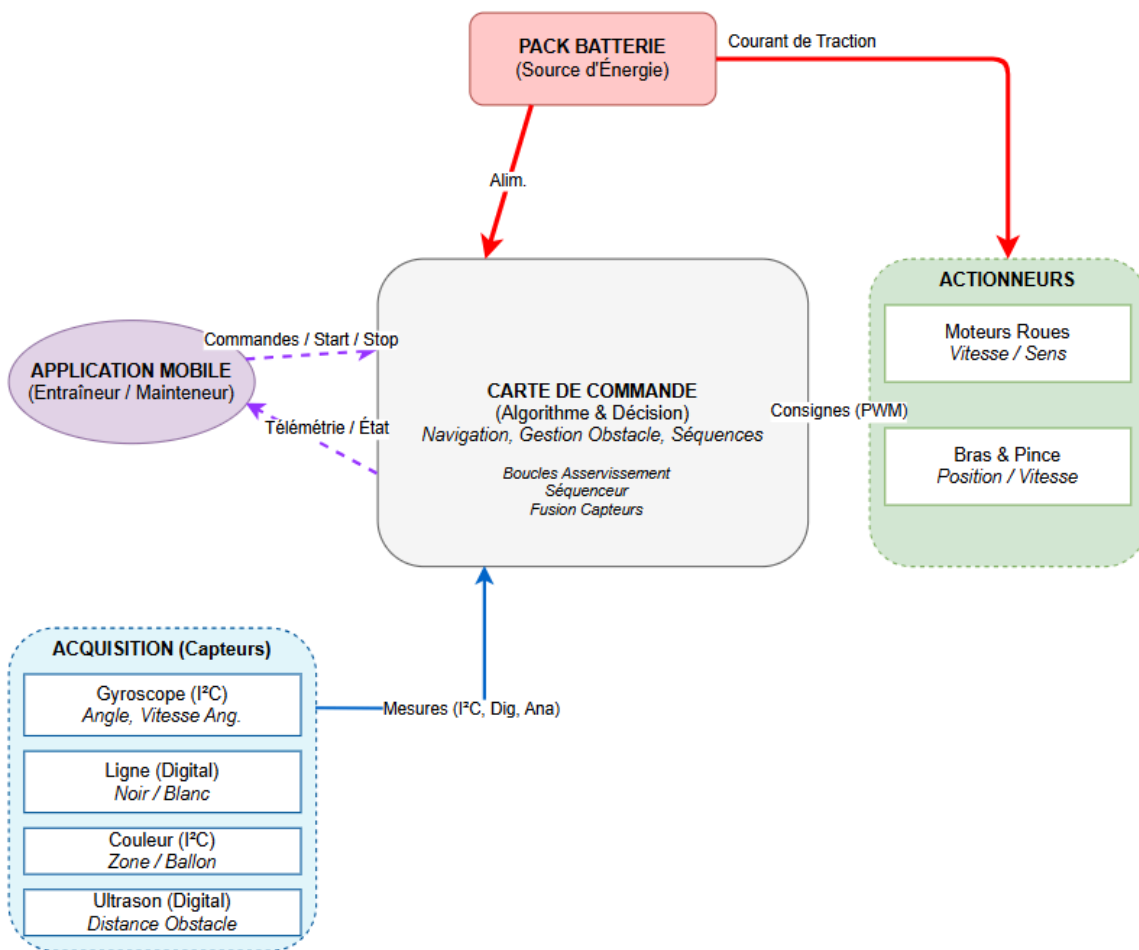 PACK BATTERIE
(Source d'Énergie)
Courant de Traction
Alim.
APPLICATION MOBILE
(Entraîneur / Mainteneur)
Commandes / Start / Stop
Télémétrie / État
CARTE DE COMMANDE
(Algorithme & Décision)
Navigation, Gestion Obstacle, Séquences
Boucles Asservissement
Séquenceur
Fusion Capteurs
Consignes (PWM)
ACTIONNEURS
Moteurs Roues
Vitesse / Sens
Bras & Pince
Position / Vitesse
ACQUISITION (Capteurs)
Gyroscope (I²C)
Angle, Vitesse Ang.
Ligne (Digital)
Noir / Blanc
Couleur (I²C)
Zone / Ballon
Ultrason (Digital)
Distance Obstacle
Mesures (I²C, Dig, Ana)